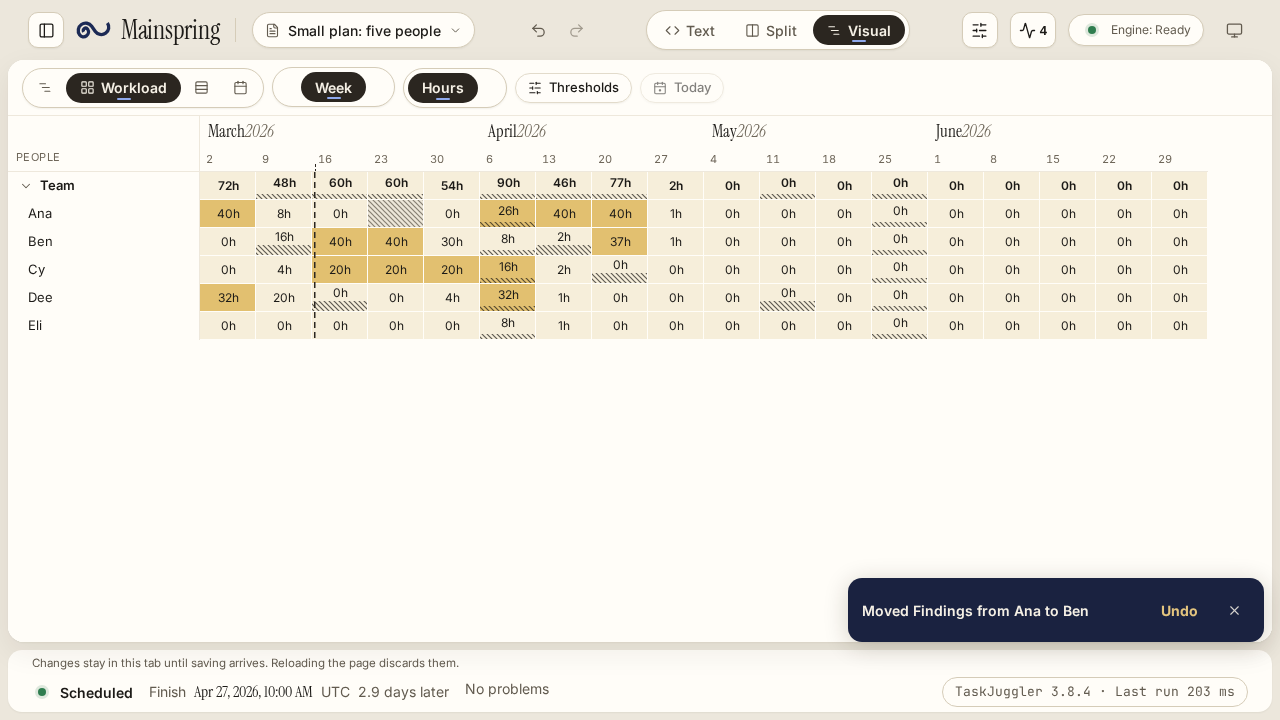 Mainspring
Small plan: five people
Text
Split
Visual
4
Engine: Ready
Workload
Week
Hours
Thresholds
Today
March 2026
April 2026
May 2026
June 2026
PEOPLE
2 9 16 23 30 6 13 20 27 4 11 18 25 1 8 15 22 29
Team 72h 48h 60h 60h 54h 90h 46h 77h 2h 0h 0h 0h 0h 0h 0h 0h 0h 0h
Ana 40h 8h 0h 0h 26h 40h 40h 1h 0h 0h 0h 0h 0h 0h 0h 0h 0h
Ben 0h 16h 40h 40h 30h 8h 2h 37h 1h 0h 0h 0h 0h 0h 0h 0h 0h 0h
Cy 0h 4h 20h 20h 20h 16h 2h 0h 0h 0h 0h 0h 0h 0h 0h 0h 0h 0h
Dee 32h 20h 0h 0h 4h 32h 1h 0h 0h 0h 0h 0h 0h 0h 0h 0h 0h 0h
Eli 0h 0h 0h 0h 0h 8h 1h 0h 0h 0h 0h 0h 0h 0h 0h 0h 0h 0h
Moved Findings from Ana to Ben
Undo
Changes stay in this tab until saving arrives. Reloading the page discards them.
Scheduled Finish Apr 27, 2026, 10:00 AM UTC 2.9 days later No problems
TaskJuggler 3.8.4 · Last run 203 ms